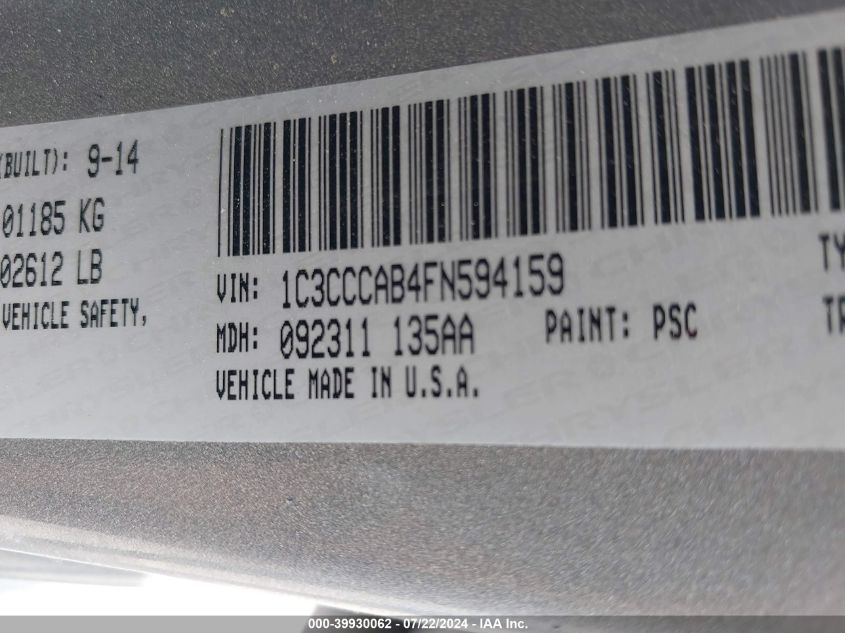 (BUILT): 9-14
01185 KG
02612 LB
VEHICLE SAFETY,
VIN: 1C3CCCAB4FN594159
MDH: 092311 135AA PAINT: PSC
VEHICLE MADE IN U.S.A.
TY
TR
CHRYSLER
000-39930062 - 07/22/2024 - IAA Inc.